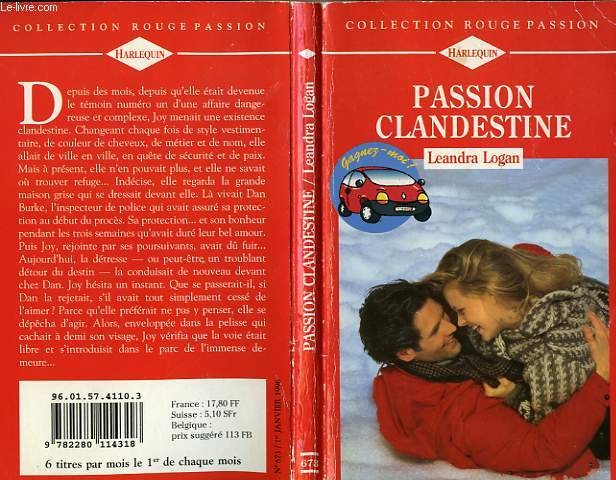 Le-livre.com
COLLECTION ROUGE PASSION
HARLEQUIN
Depuis des mois, depuis qu'elle était devenue
le témoin numéro un d'une affaire dange-
reuse et complexe, Joy menait une existence
clandestine. Changeant chaque fois de style vestimen-
taire, de couleur de cheveux, de métier et de nom, elle
allait de ville en ville, en quête de sécurité et de paix.
Mais à présent, elle n'en pouvait plus, et elle ne savait
où trouver refuge... Indécise, elle regarda la grande
maison grise qui se dressait devant elle. Là vivait Dan
Burke, l'inspecteur de police qui avait assuré sa protec-
tion au début du procès. Sa protection... et son bonheur
pendant les trois semaines qu'avait duré leur bel amour.
Puis Joy, rejointe par ses poursuivants, avait dû fuir...
Aujourd'hui, la détresse — ou peut-être, un troublant
détour du destin — la conduisait de nouveau devant
chez Dan. Joy hésita un instant. Que se passerait-il, si
Dan la rejetait, s'il avait tout simplement cessé de
l'aimer ? Parce qu'elle préférait ne pas y penser, elle se
dépêcha d'agir. Alors, enveloppée dans la pelisse qui
cachait à demi son visage, Joy vérifia que la voie était
libre et s'introduisit dans le parc de l'immense de-
meure...
96.01.57.4110.3
9 782280 114318
France : 17,80 FF
Suisse : 5,10 SFr
Belgique :
prix suggéré 113 FB
6 titres par mois le 1er de chaque mois
N° 673 / 1er JANVIER 1996
PASSION CLANDESTINE / Leandra Logan
673
COLLECTION ROUGE PASSION
HARLEQUIN
PASSION
CLANDESTINE
Leandra Logan
Gagnez-moi !